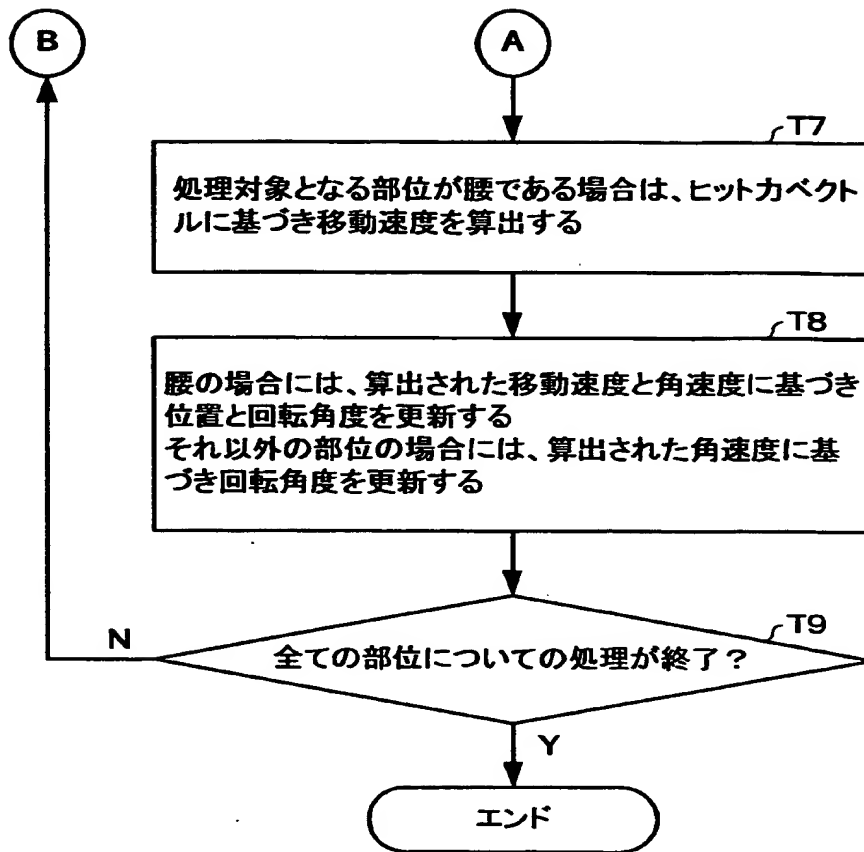 B
A
T7
処理対象となる部位が腰である場合は、ヒット力ベクト
ルに基づき移動速度を算出する
T8
腰の場合には、算出された移動速度と角速度に基づき
位置と回転角度を更新する
それ以外の部位の場合には、算出された角速度に基
づき回転角度を更新する
T9
N
全ての部位についての処理が終了？
Y
エンド